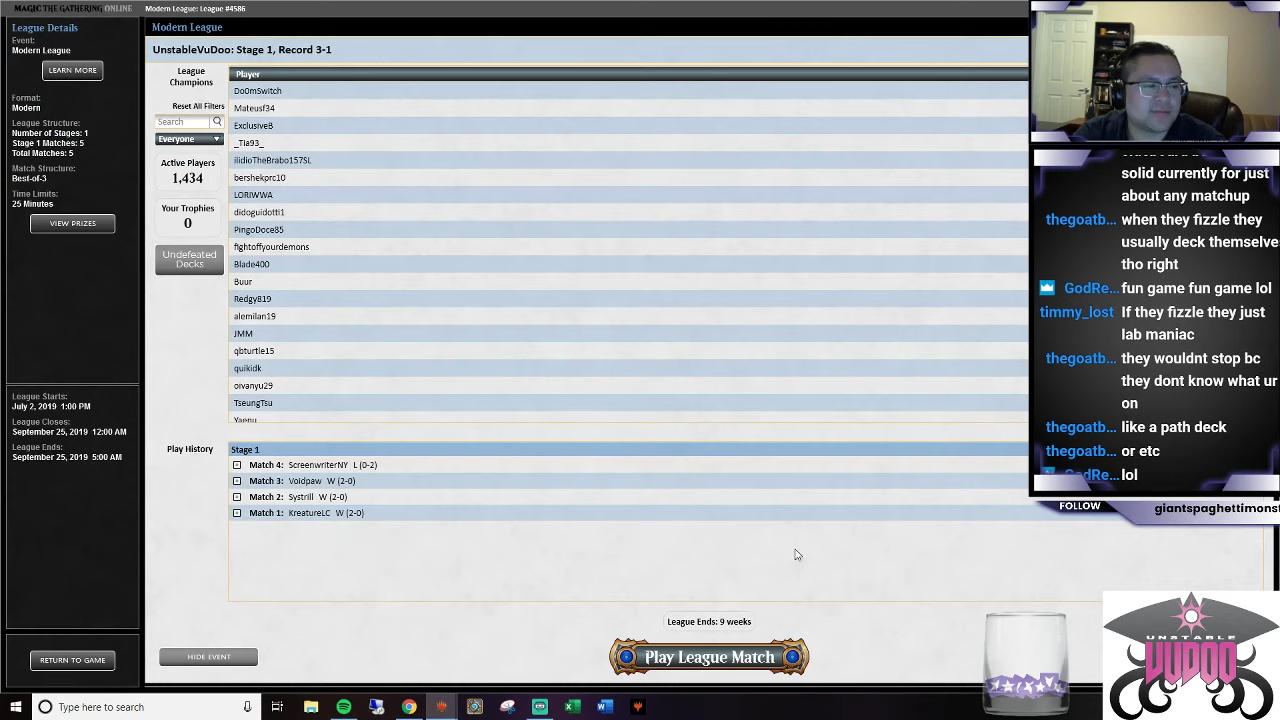 MAGIC THE GATHERING ONLINE
Modern League: League #4586
League Details
Event:
Modern League
LEARN MORE
Format:
Modern
League Structure:
Number of Stages: 1
Stage 1 Matches: 5
Total Matches: 5
Match Structure:
Best-of-3
Time Limits:
25 Minutes
VIEW PRIZES
League Starts:
July 2, 2019 1:00 PM
League Closes:
September 25, 2019 12:00 AM
League Ends:
September 25, 2019 5:00 AM
RETURN TO GAME
Modern League
UnstableVuDoo: Stage 1, Record 3-1
League
Champions
Reset All Filters
Search
Everyone
Active Players
1,434
Your Trophies
0
Undefeated
Decks
Player
Do0mSwitch
Mateusf34
ExclusiveB
_Tia93_
ilidioTheBrabo157SL
bershekprc10
LORIWWA
didoguidotti1
PingoDoce85
fightoffyourdemons
Blade400
Buur
Redgy819
alemilan19
JMM
qbturtle15
quikidk
oivanyu29
TseungTsu
Yaenu
Play History
Stage 1
Match 4: ScreenwriterNY L (0-2)
Match 3: Voidpaw W (2-0)
Match 2: Systrill W (2-0)
Match 1: KreatureLC W (2-0)
League Ends: 9 weeks
HIDE EVENT
Play League Match
solid currently for just
about any matchup
thegoatb... when they fizzle they
usually deck themselve
tho right
GodRe... fun game fun game lol
timmy_lost If they fizzle they just
lab maniac
thegoatb... they wouldnt stop bc
they dont know what ur
on
thegoatb... like a path deck
thegoatb... or etc
GodRe... lol
FOLLOW
giantspaghettimonst
UNSTABLE
VUDOO
Type here to search